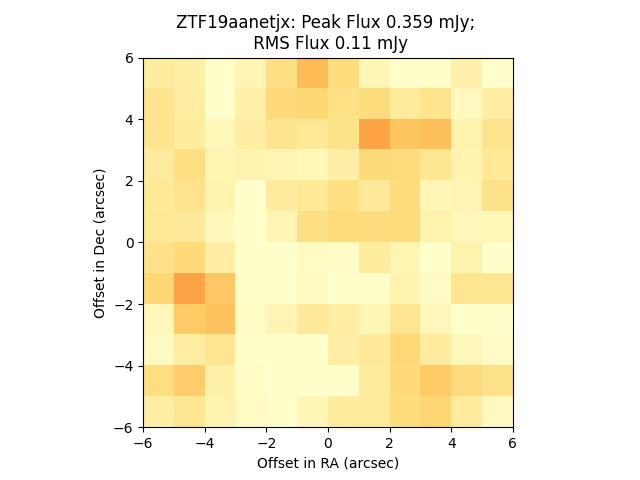 ZTF19aanetjx: Peak Flux 0.359 mJy;
RMS Flux 0.11 mJy
6
4
2
0
−2
−4
−6
Offset in Dec (arcsec)
−6 −4 −2 0 2 4 6
Offset in RA (arcsec)